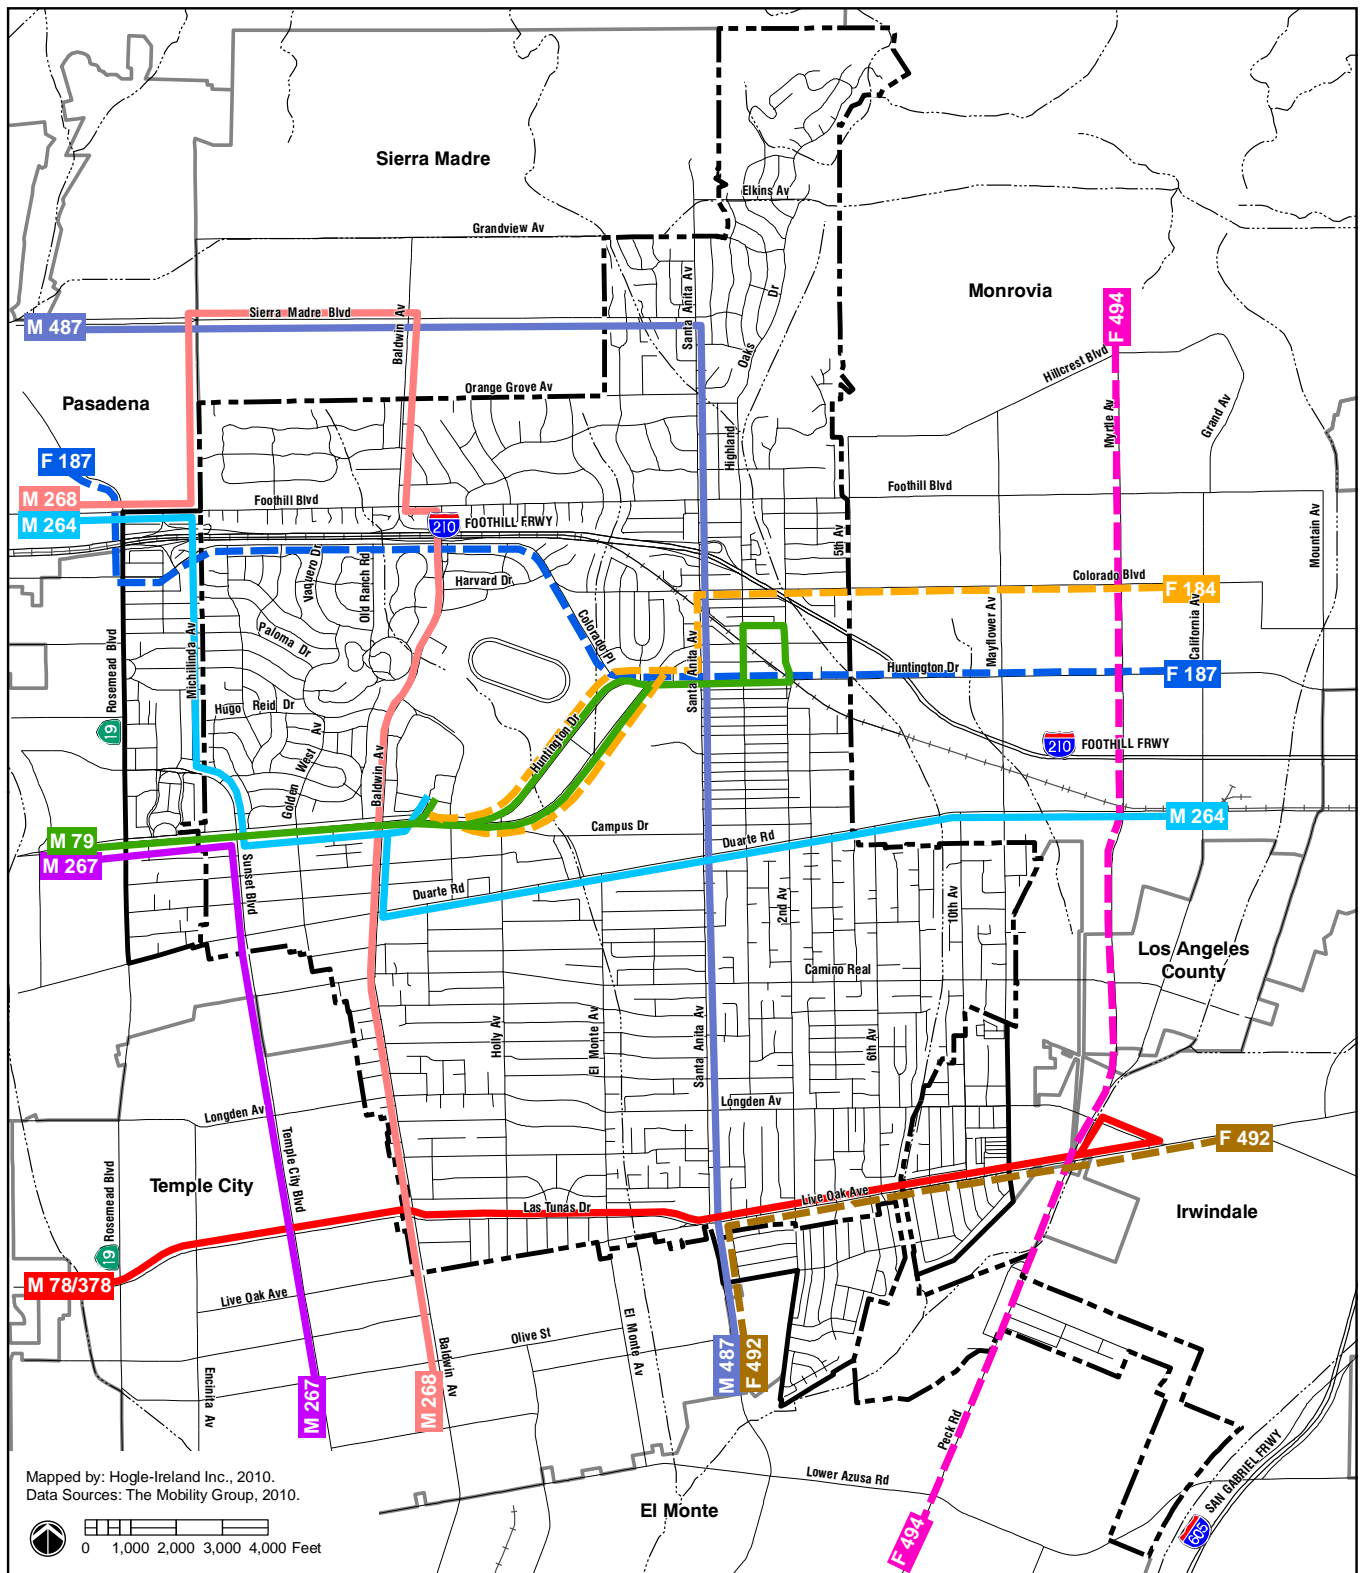 Sierra Madre
Elkins Av
Grandview Av
Monrovia
Santa Anita Av
Oaks Dr
Sierra Madre Blvd
Baldwin Av
M 487
F 494
Hillcrest Blvd
Orange Grove Av
Pasadena
Myrtle Av
Grand Av
Highland
F 187
M 268
M 264
Foothill Blvd
Foothill Blvd
210
FOOTHILL FRWY
5th Av
Mountain Av
Vaquero Dr
Old Ranch Rd
Harvard Dr
Colorado Blvd
F 184
Colorado Pl
Mayflower Av
California Av
Rosemead Blvd
Michillinda Av
Paloma Dr
Santa Anita Av
Huntington Dr
F 187
Hugo Reid Dr
19
Golden West Av
Huntington Dr
Baldwin Av
210
FOOTHILL FRWY
M 264
Campus Dr
Duarte Rd
M 79
M 267
Sunset Blvd
Duarte Rd
2nd Av
10th Av
Los Angeles
County
Camino Real
Holly Av
El Monte Av
Santa Anita Av
6th Av
Longden Av
Longden Av
Temple City Blvd
F 492
Rosemead Blvd
Temple City
Las Tunas Dr
Live Oak Ave
Irwindale
19
M 78/378
Live Oak Ave
El Monte Av
Olive St
Encinita Av
M 267
Baldwin Av
M 268
M 487
F 492
Peck Rd
SAN GABRIEL FRWY
605
Lower Azusa Rd
El Monte
F 494
Mapped by: Hogle-Ireland Inc., 2010.
Data Sources: The Mobility Group, 2010.
0 1,000 2,000 3,000 4,000 Feet